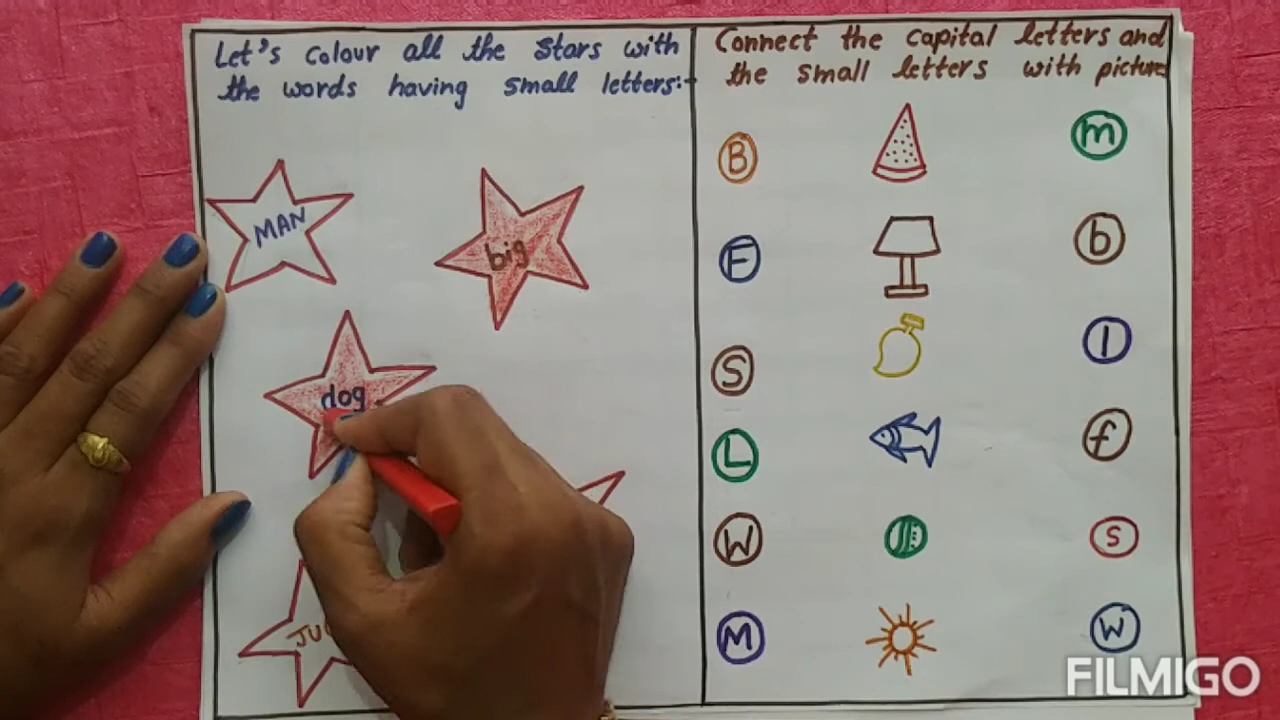 Let's colour all the stars with
the words having small letters:-
MAN
big
dog
Connect the capital letters and
the small letters with pictures
B
m
F
b
S
l
L
f
W
s
M
w
FILMIGO